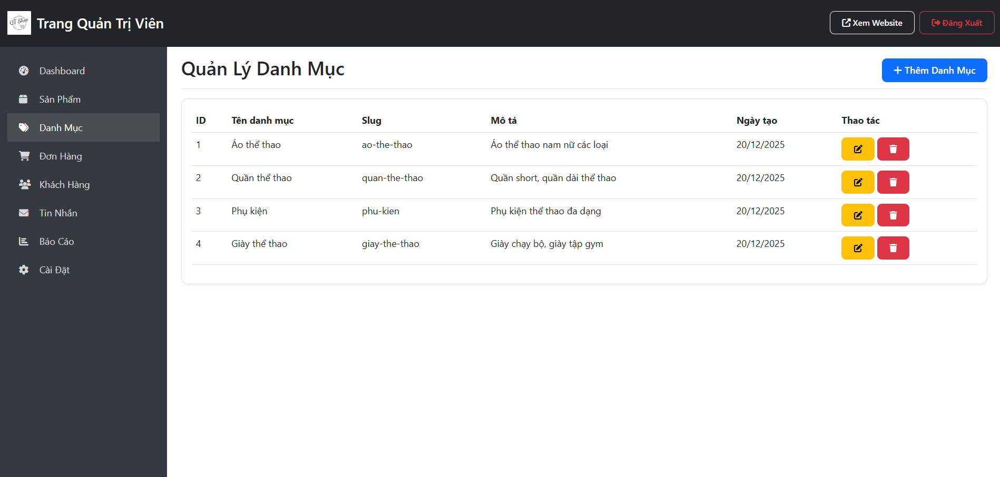 QT Shop
Trang Quản Trị Viên
Xem Website
Đăng Xuất
Dashboard
Sản Phẩm
Danh Mục
Đơn Hàng
Khách Hàng
Tin Nhắn
Báo Cáo
Cài Đặt
Quản Lý Danh Mục
Thêm Danh Mục
ID Tên danh mục Slug Mô tả Ngày tạo Thao tác
1 Áo thể thao ao-the-thao Áo thể thao nam nữ các loại 20/12/2025
2 Quần thể thao quan-the-thao Quần short, quần dài thể thao 20/12/2025
3 Phụ kiện phu-kien Phụ kiện thể thao đa dạng 20/12/2025
4 Giày thể thao giay-the-thao Giày chạy bộ, giày tập gym 20/12/2025